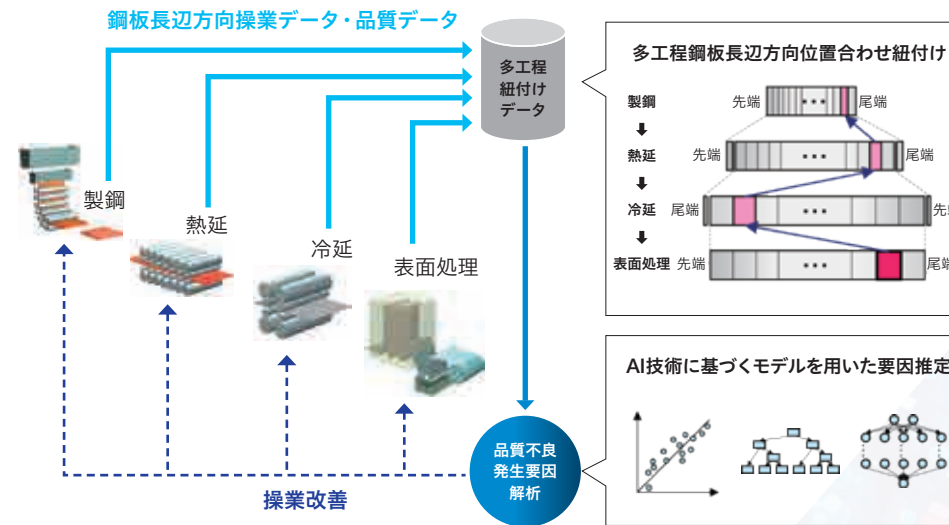 鋼板長辺方向操業データ・品質データ
多工程
紐付け
データ
製鋼
熱延
冷延
表面処理
品質不良
発生要因
解析
操業改善
多工程鋼板長辺方向位置合わせ紐付け
製鋼 先端 尾端
熱延 先端 尾端
冷延 尾端 先端
表面処理 先端 尾端
AI技術に基づくモデルを用いた要因推定